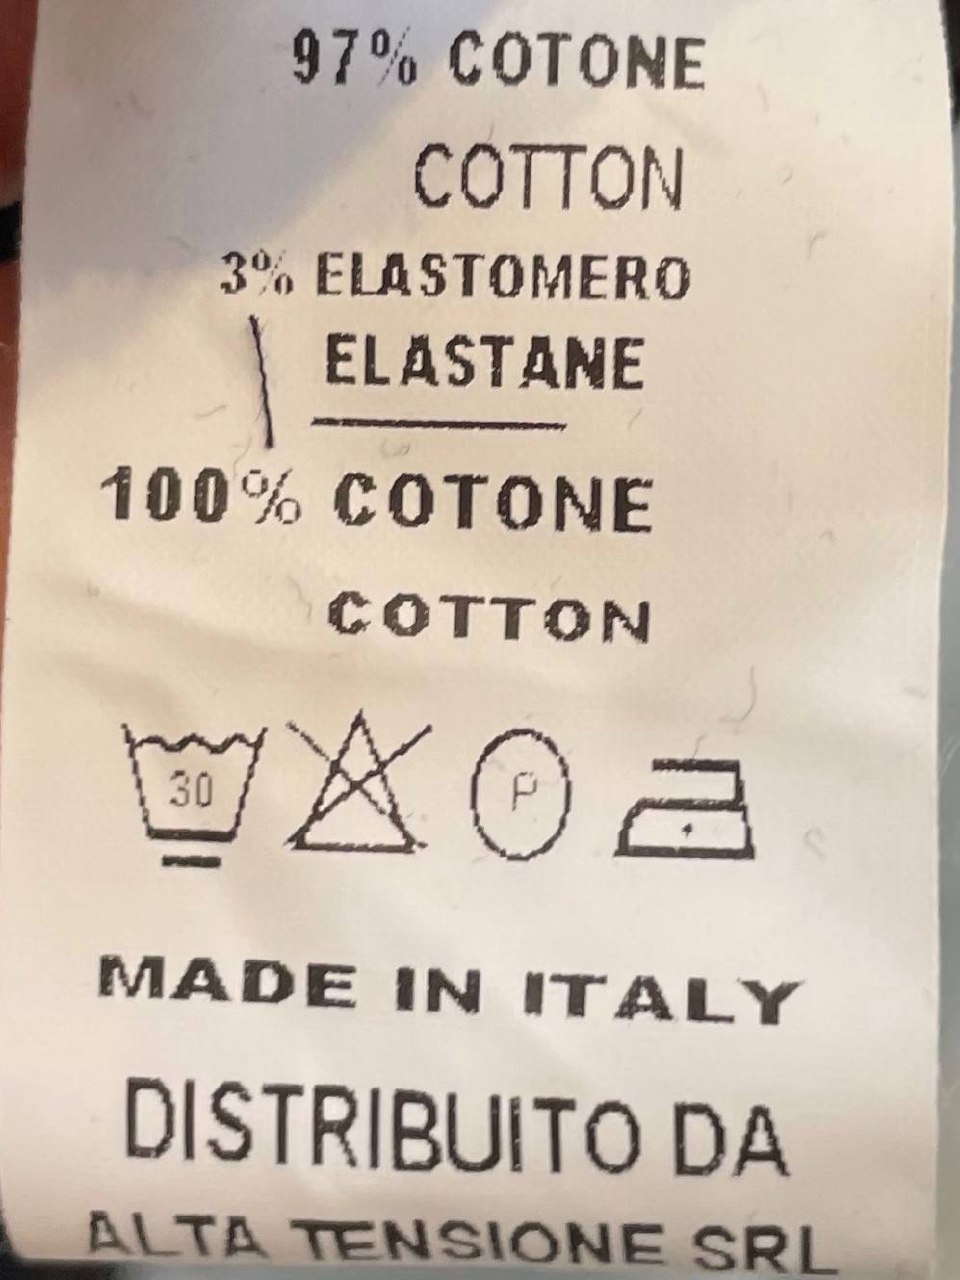 97% COTONE
COTTON
3% ELASTOMERO
ELASTANE
100% COTONE
COTTON
30 P
MADE IN ITALY
DISTRIBUITO DA
ALTA TENSIONE SRL